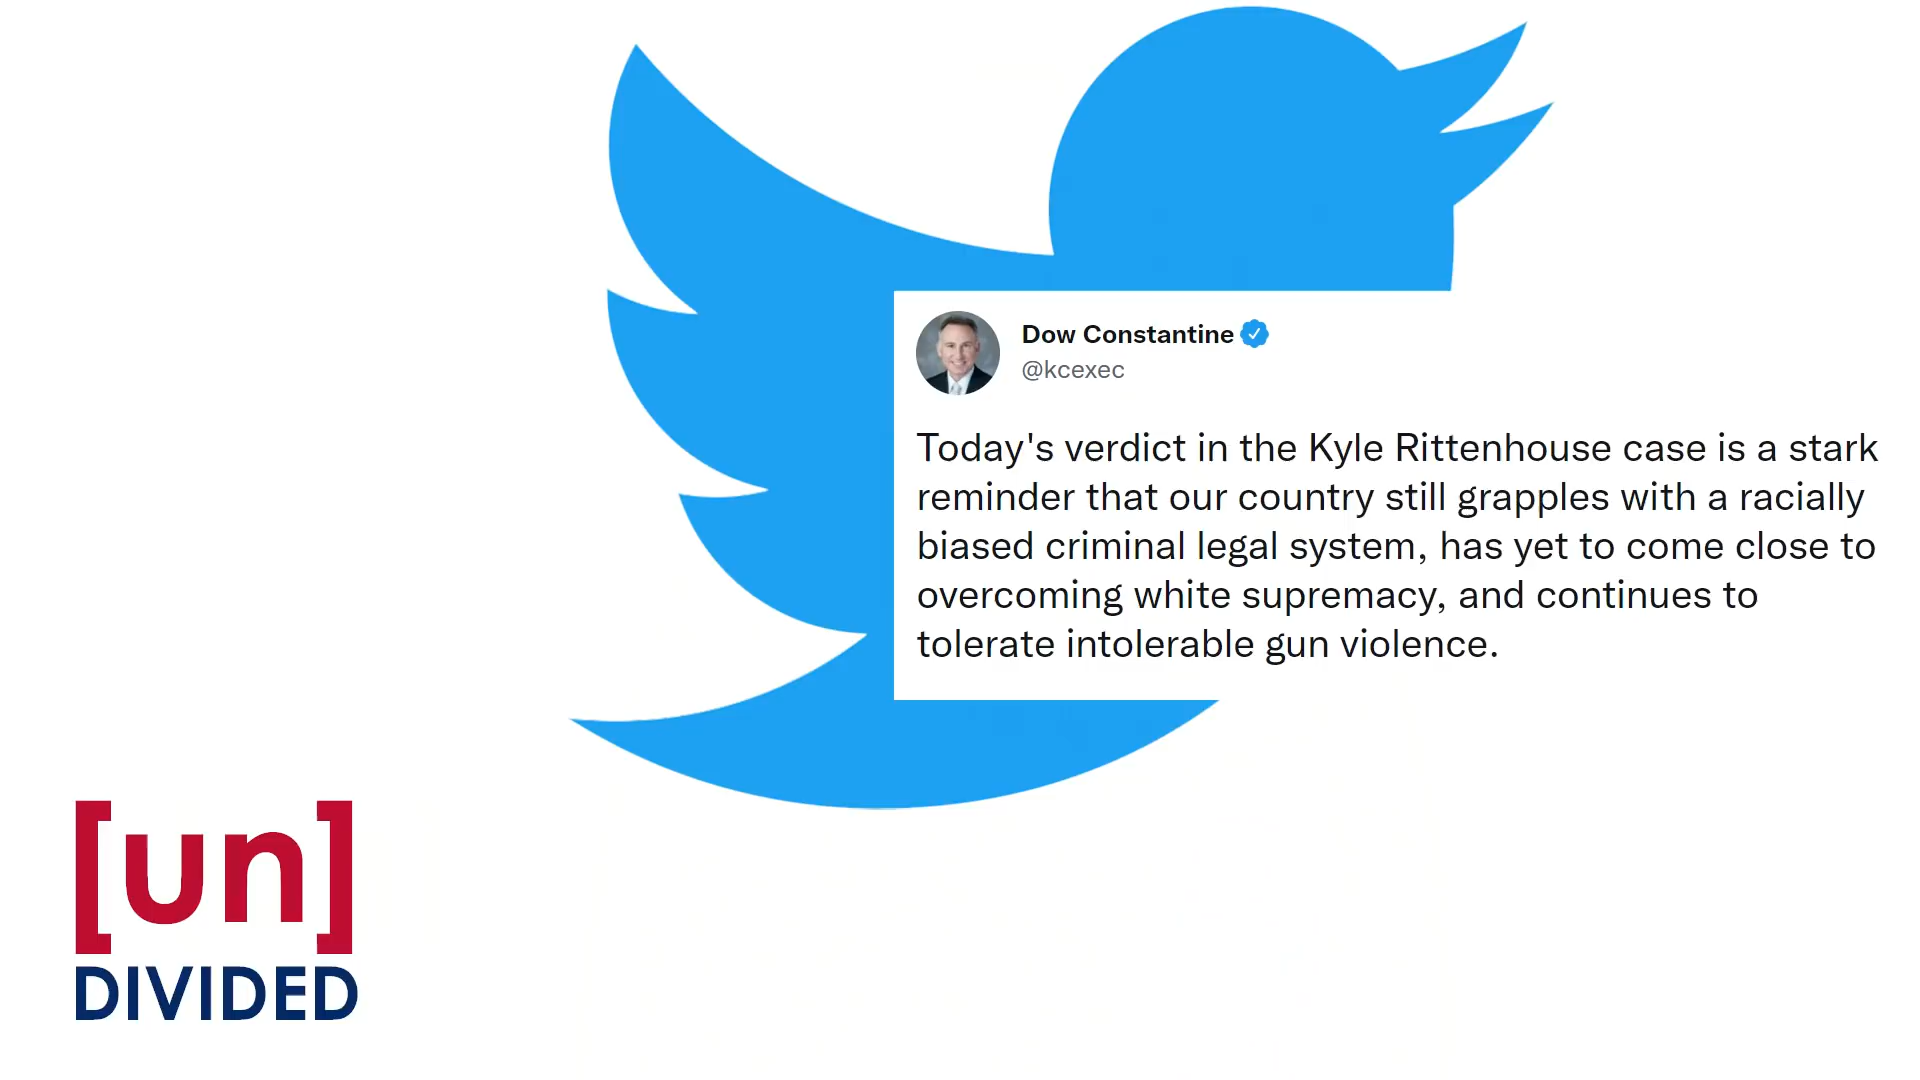 Dow Constantine
@kcexec
Today's verdict in the Kyle Rittenhouse case is a stark
reminder that our country still grapples with a racially
biased criminal legal system, has yet to come close to
overcoming white supremacy, and continues to
tolerate intolerable gun violence.
[un]
DIVIDED